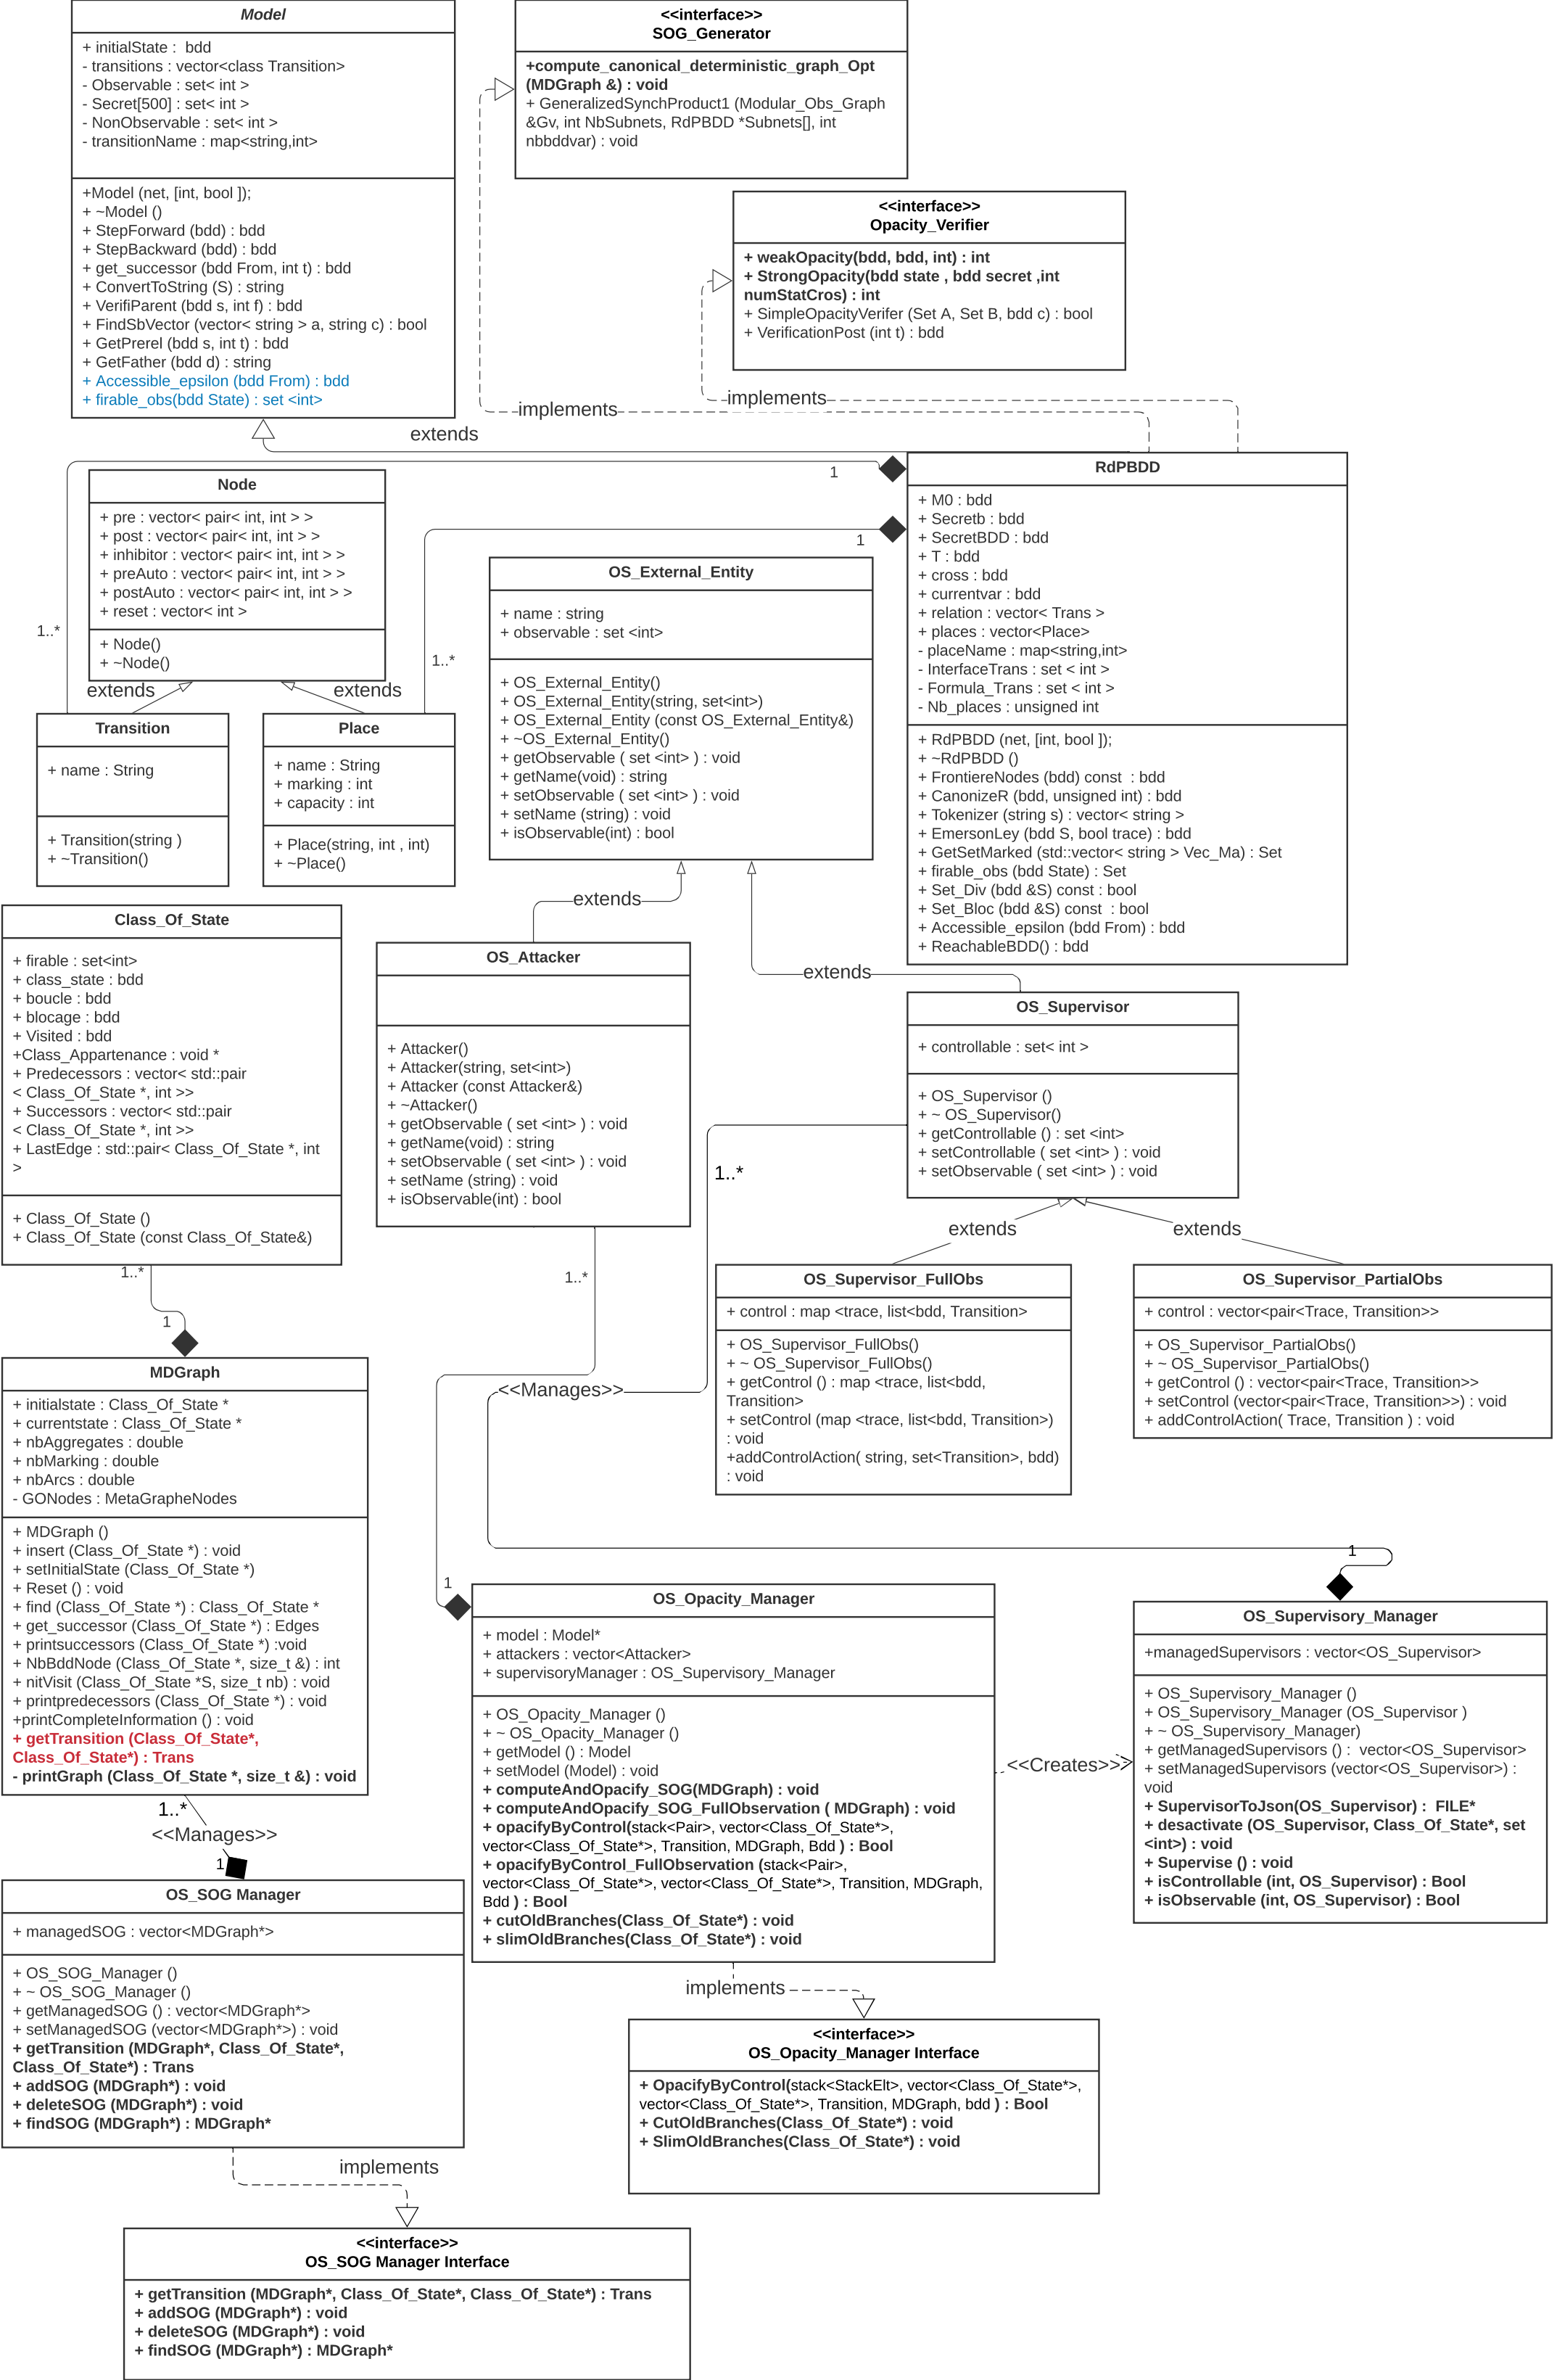 Model
+ initialState :  bdd
- transitions : vector<class Transition>
- Observable : set< int >
- Secret[500] : set< int >
- NonObservable : set< int >
- transitionName : map<string,int>
+Model (net, [int, bool ]);
+ ~Model ()
+ StepForward (bdd) : bdd
+ StepBackward (bdd) : bdd
+ get_successor (bdd From, int t) : bdd
+ ConvertToString (S) : string
+ VerifiParent (bdd s, int f) : bdd
+ FindSbVector (vector< string > a, string c) : bool
+ GetPrerel (bdd s, int t) : bdd
+ GetFather (bdd d) : string
+ Accessible_epsilon (bdd From) : bdd
+ firable_obs(bdd State) : set <int>
<<interface>>
SOG_Generator
+compute_canonical_deterministic_graph_Opt
(MDGraph &) : void
+ GeneralizedSynchProduct1 (Modular_Obs_Graph
&Gv, int NbSubnets, RdPBDD *Subnets[], int
nbbddvar) : void
<<interface>>
Opacity_Verifier
+ weakOpacity(bdd, bdd, int) : int
+ StrongOpacity(bdd state , bdd secret ,int
numStatCros) : int
+ SimpleOpacityVerifer (Set A, Set B, bdd c) : bool
+ VerificationPost (int t) : bdd
implements
implements
extends
1
1
1..*
1..*
Node
+ pre : vector< pair< int, int > >
+ post : vector< pair< int, int > >
+ inhibitor : vector< pair< int, int > >
+ preAuto : vector< pair< int, int > >
+ postAuto : vector< pair< int, int > >
+ reset : vector< int >
+ Node()
+ ~Node()
extends
extends
Transition
+ name : String
+ Transition(string )
+ ~Transition()
Place
+ name : String
+ marking : int
+ capacity : int
+ Place(string, int , int)
+ ~Place()
OS_External_Entity
+ name : string
+ observable : set <int>
+ OS_External_Entity()
+ OS_External_Entity(string, set<int>)
+ OS_External_Entity (const OS_External_Entity&)
+ ~OS_External_Entity()
+ getObservable ( set <int> ) : void
+ getName(void) : string
+ setObservable ( set <int> ) : void
+ setName (string) : void
+ isObservable(int) : bool
RdPBDD
+ M0 : bdd
+ Secretb : bdd
+ SecretBDD : bdd
+ T : bdd
+ cross : bdd
+ currentvar : bdd
+ relation : vector< Trans >
+ places : vector<Place>
- placeName : map<string,int>
- InterfaceTrans : set < int >
- Formula_Trans : set < int >
- Nb_places : unsigned int
+ RdPBDD (net, [int, bool ]);
+ ~RdPBDD ()
+ FrontiereNodes (bdd) const  : bdd
+ CanonizeR (bdd, unsigned int) : bdd
+ Tokenizer (string s) : vector< string >
+ EmersonLey (bdd S, bool trace) : bdd
+ GetSetMarked (std::vector< string > Vec_Ma) : Set
+ firable_obs (bdd State) : Set
+ Set_Div (bdd &S) const : bool
+ Set_Bloc (bdd &S) const  : bool
+ Accessible_epsilon (bdd From) : bdd
+ ReachableBDD() : bdd
extends
extends
Class_Of_State
+ firable : set<int>
+ class_state : bdd
+ boucle : bdd
+ blocage : bdd
+ Visited : bdd
+Class_Appartenance : void *
+ Predecessors : vector< std::pair
< Class_Of_State *, int >>
+ Successors : vector< std::pair
< Class_Of_State *, int >>
+ LastEdge : std::pair< Class_Of_State *, int
>
+ Class_Of_State ()
+ Class_Of_State (const Class_Of_State&)
OS_Attacker
+ Attacker()
+ Attacker(string, set<int>)
+ Attacker (const Attacker&)
+ ~Attacker()
+ getObservable ( set <int> ) : void
+ getName(void) : string
+ setObservable ( set <int> ) : void
+ setName (string) : void
+ isObservable(int) : bool
OS_Supervisor
+ controllable : set< int >
+ OS_Supervisor ()
+ ~ OS_Supervisor()
+ getControllable () : set <int>
+ setControllable ( set <int> ) : void
+ setObservable ( set <int> ) : void
1..*
extends
extends
1..*
1
1..*
OS_Supervisor_FullObs
+ control : map <trace, list<bdd, Transition>
+ OS_Supervisor_FullObs()
+ ~ OS_Supervisor_FullObs()
+ getControl () : map <trace, list<bdd,
Transition>
+ setControl (map <trace, list<bdd, Transition>)
: void
+addControlAction( string, set<Transition>, bdd)
: void
OS_Supervisor_PartialObs
+ control : vector<pair<Trace, Transition>>
+ OS_Supervisor_PartialObs()
+ ~ OS_Supervisor_PartialObs()
+ getControl () : vector<pair<Trace, Transition>>
+ setControl (vector<pair<Trace, Transition>>) : void
+ addControlAction( Trace, Transition ) : void
<<Manages>>
MDGraph
+ initialstate : Class_Of_State *
+ currentstate : Class_Of_State *
+ nbAggregates : double
+ nbMarking : double
+ nbArcs : double
- GONodes : MetaGrapheNodes
+ MDGraph ()
+ insert (Class_Of_State *) : void
+ setInitialState (Class_Of_State *)
+ Reset () : void
+ find (Class_Of_State *) : Class_Of_State *
+ get_successor (Class_Of_State *) : Edges
+ printsuccessors (Class_Of_State *) :void
+ NbBddNode (Class_Of_State *, size_t &) : int
+ nitVisit (Class_Of_State *S, size_t nb) : void
+ printpredecessors (Class_Of_State *) : void
+printCompleteInformation () : void
+ getTransition (Class_Of_State*,
Class_Of_State*) : Trans
- printGraph (Class_Of_State *, size_t &) : void
1..*
<<Manages>>
1
1
1
OS_Opacity_Manager
+ model : Model*
+ attackers : vector<Attacker>
+ supervisoryManager : OS_Supervisory_Manager
+ OS_Opacity_Manager ()
+ ~ OS_Opacity_Manager ()
+ getModel () : Model
+ setModel (Model) : void
+ computeAndOpacify_SOG(MDGraph) : void
+ computeAndOpacify_SOG_FullObservation ( MDGraph) : void
+ opacifyByControl(stack<Pair>, vector<Class_Of_State*>,
vector<Class_Of_State*>, Transition, MDGraph, Bdd ) : Bool
+ opacifyByControl_FullObservation (stack<Pair>,
vector<Class_Of_State*>, vector<Class_Of_State*>, Transition, MDGraph,
Bdd ) : Bool
+ cutOldBranches(Class_Of_State*) : void
+ slimOldBranches(Class_Of_State*) : void
<<Creates>>
OS_Supervisory_Manager
+managedSupervisors : vector<OS_Supervisor>
+ OS_Supervisory_Manager ()
+ OS_Supervisory_Manager (OS_Supervisor )
+ ~ OS_Supervisory_Manager)
+ getManagedSupervisors () :  vector<OS_Supervisor>
+ setManagedSupervisors (vector<OS_Supervisor>) :
void
+ SupervisorToJson(OS_Supervisor) :  FILE*
+ desactivate (OS_Supervisor, Class_Of_State*, set
<int>) : void
+ Supervise () : void
+ isControllable (int, OS_Supervisor) : Bool
+ isObservable (int, OS_Supervisor) : Bool
OS_SOG Manager
+ managedSOG : vector<MDGraph*>
+ OS_SOG_Manager ()
+ ~ OS_SOG_Manager ()
+ getManagedSOG () : vector<MDGraph*>
+ setManagedSOG (vector<MDGraph*>) : void
+ getTransition (MDGraph*, Class_Of_State*,
Class_Of_State*) : Trans
+ addSOG (MDGraph*) : void
+ deleteSOG (MDGraph*) : void
+ findSOG (MDGraph*) : MDGraph*
implements
<<interface>>
OS_Opacity_Manager Interface
+ OpacifyByControl(stack<StackElt>, vector<Class_Of_State*>,
vector<Class_Of_State*>, Transition, MDGraph, bdd ) : Bool
+ CutOldBranches(Class_Of_State*) : void
+ SlimOldBranches(Class_Of_State*) : void
implements
<<interface>>
OS_SOG Manager Interface
+ getTransition (MDGraph*, Class_Of_State*, Class_Of_State*) : Trans
+ addSOG (MDGraph*) : void
+ deleteSOG (MDGraph*) : void
+ findSOG (MDGraph*) : MDGraph*